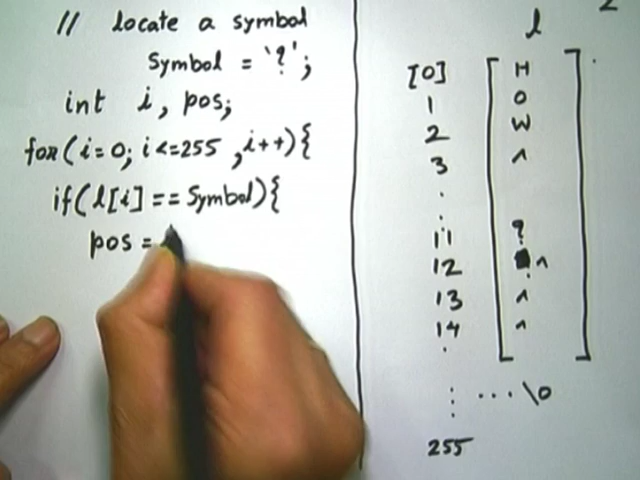 // locate a symbol
Symbol = '?';
int i, pos;
for(i=0; i<=255 ,i++){
if(l[i] == Symbol){
pos =
l
[0] H
1 O
2 W
3 ^
.
.
11 ?
12 ^
13 ^
14 ^
.
: ... \0
255
2